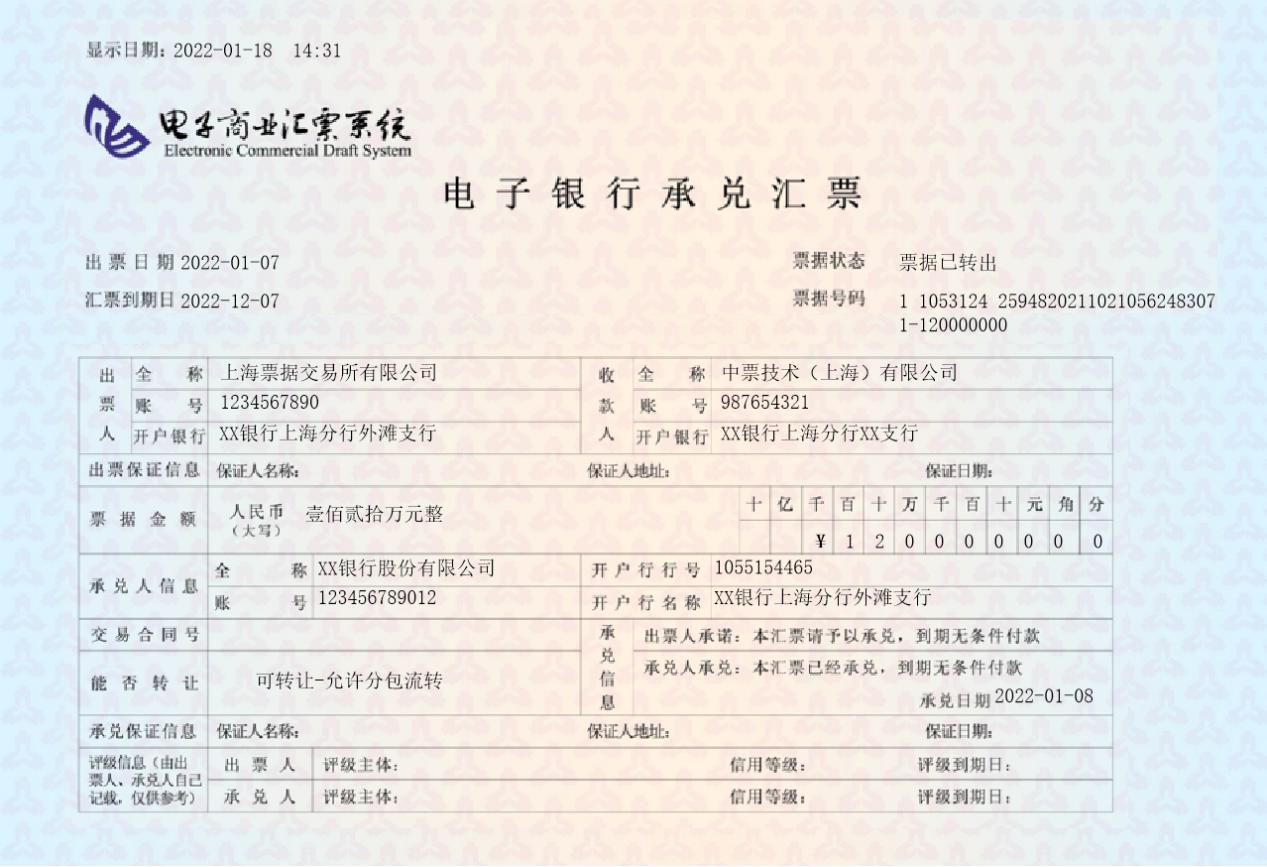 显示日期: 2022-01-18 14:31
电子商业汇票系统
Electronic Commercial Draft System
电子银行承兑汇票
出票日期 2022-01-07 票据状态 票据已转出
汇票到期日 2022-12-07 票据号码 1 1053124 2594820211021056248307
1-120000000
出票人 全称 上海票据交易所有限公司 收款人 全称 中票技术（上海）有限公司
账号 1234567890 账号 987654321
开户银行 XX银行上海分行外滩支行 开户银行 XX银行上海分行XX支行
出票保证信息 保证人名称: 保证人地址: 保证日期:
票据金额 人民币（大写） 壹佰贰拾万元整 十 亿 千 百 十 万 千 百 十 元 角 分
¥ 1 2 0 0 0 0 0 0 0
承兑人信息 全称 XX银行股份有限公司 开户行行号 1055154465
账号 123456789012 开户行名称 XX银行上海分行外滩支行
交易合同号 承兑信息 出票人承诺: 本汇票请予以承兑，到期无条件付款
能否转让 可转让-允许分包流转 承兑人承兑: 本汇票已经承兑，到期无条件付款
承兑日期 2022-01-08
承兑保证信息 保证人名称: 保证人地址: 保证日期:
评级信息（由出
票人、承兑人自己
记载，仅供参考）
出票人 评级主体: 信用等级: 评级到期日:
承兑人 评级主体: 信用等级: 评级到期日: